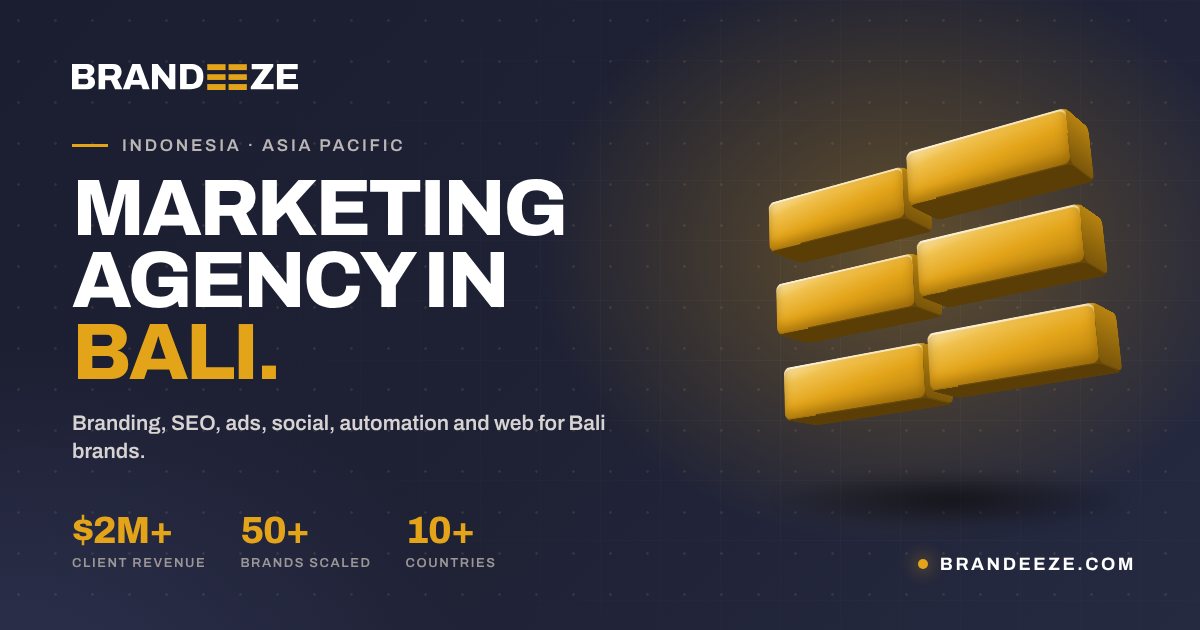 BRANDEEZE
INDONESIA · ASIA PACIFIC
MARKETING
AGENCY IN
BALI.
Branding, SEO, ads, social, automation and web for Bali
brands.
$2M+ 50+ 10+
CLIENT REVENUE BRANDS SCALED COUNTRIES
BRANDEEZE.COM